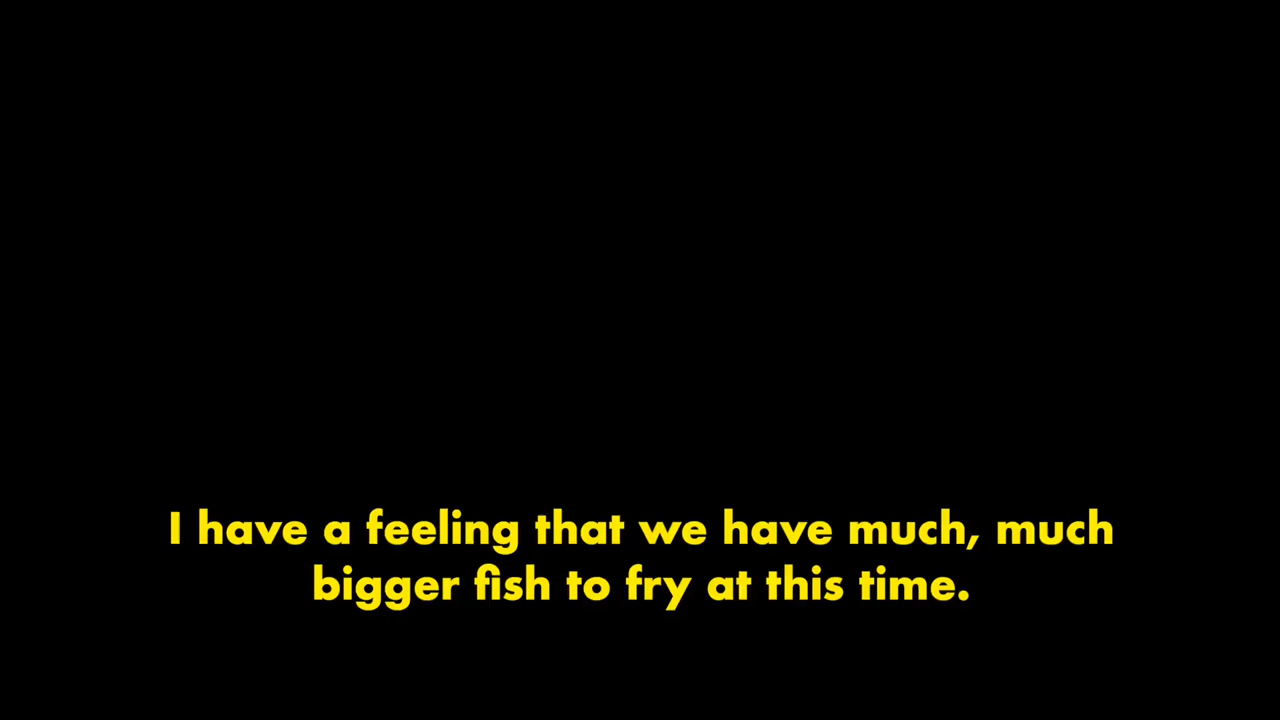 I have a feeling that we have much, much
bigger fish to fry at this time.